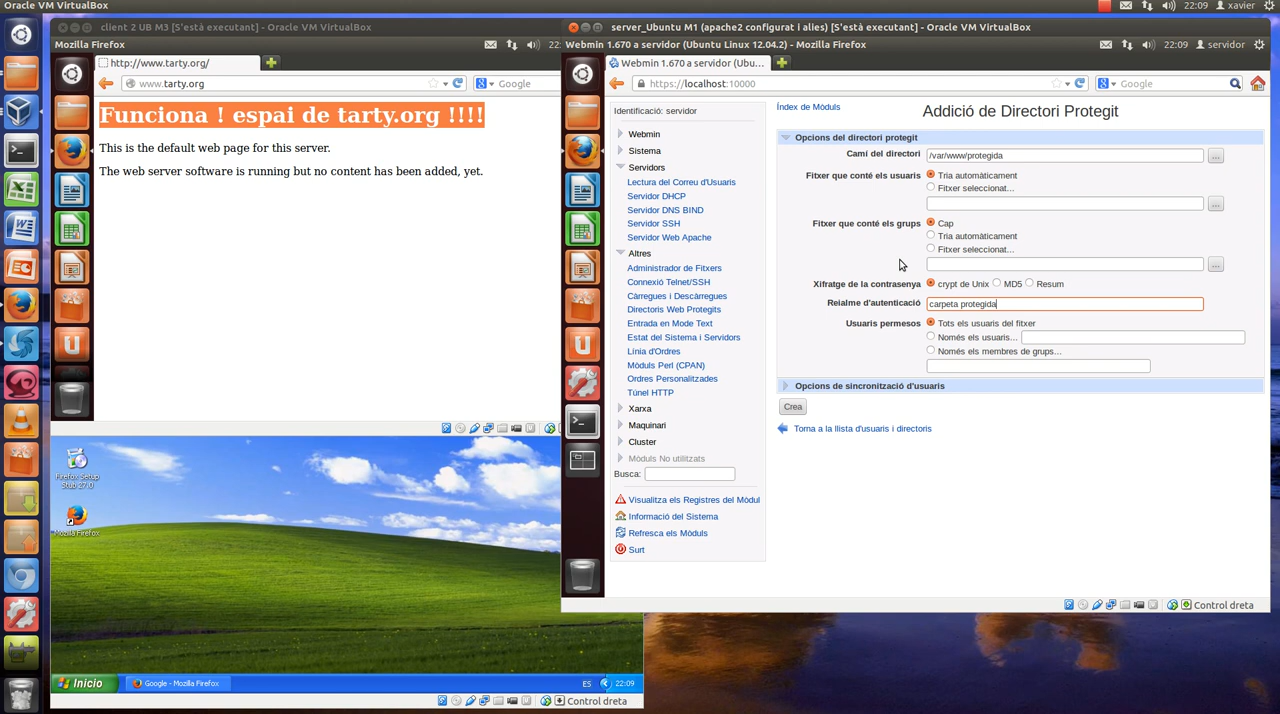 Oracle VM VirtualBox
22:09 xavier
client 2 UB M3 [S'està executant] - Oracle VM VirtualBox
Mozilla Firefox
22:
http://www.tarty.org/
www.tarty.org
Google
Funciona ! espai de tarty.org !!!!
This is the default web page for this server.
The web server software is running but no content has been added, yet.
Firefox Setup
Stub 27.0
Mozilla Firefox
Inicio
Google - Mozilla Firefox
ES
22:09
Control dreta
server_Ubuntu M1 (apache2 configurat i alies) [S'està executant] - Oracle VM VirtualBox
Webmin 1.670 a servidor (Ubuntu Linux 12.04.2) - Mozilla Firefox
22:09 servidor
Webmin 1.670 a servidor (Ubu...
https://localhost:10000
Google
Identificació: servidor
Webmin
Sistema
Servidors
Lectura del Correu d'Usuaris
Servidor DHCP
Servidor DNS BIND
Servidor SSH
Servidor Web Apache
Altres
Administrador de Fitxers
Connexió Telnet/SSH
Càrregues i Descàrregues
Directoris Web Protegits
Entrada en Mode Text
Estat del Sistema i Servidors
Línia d'Ordres
Mòduls Perl (CPAN)
Ordres Personalitzades
Túnel HTTP
Xarxa
Maquinari
Cluster
Mòduls No utilitzats
Busca:
Visualitza els Registres del Mòdul
Informació del Sistema
Refresca els Mòduls
Surt
Índex de Mòduls
Addició de Directori Protegit
Opcions del directori protegit
Camí del directori /var/www/protegida ...
Fitxer que conté els usuaris Tria automàticament
Fitxer seleccionat...
...
Fitxer que conté els grups Cap
Tria automàticament
Fitxer seleccionat...
...
Xifratge de la contrasenya crypt de Unix MD5 Resum
Reialme d'autenticació carpeta protegida
Usuaris permesos Tots els usuaris del fitxer
Només els usuaris...
Només els membres de grups...
Opcions de sincronització d'usuaris
Crea
Torna a la llista d'usuaris i directoris
Control dreta